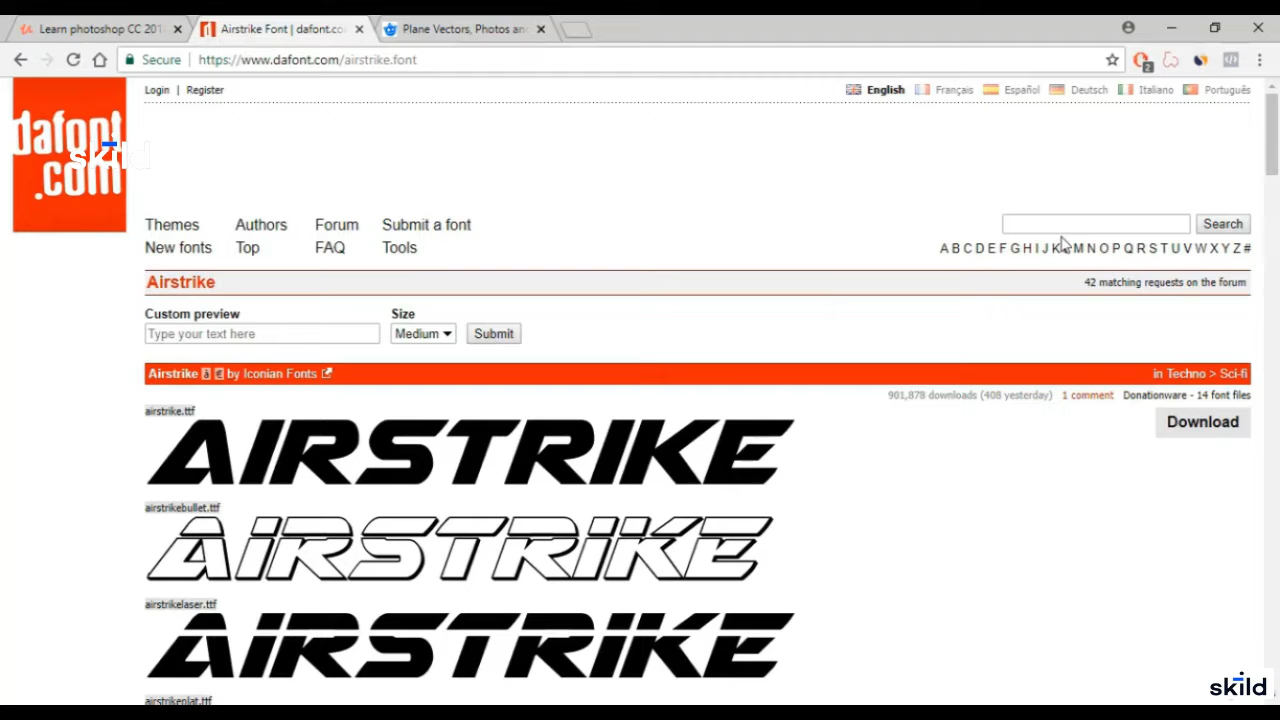 Learn photoshop CC 201
Airstrike Font | dafont.co
Plane Vectors, Photos an
Secure | https://www.dafont.com/airstrike.font
2
dafont
.com
skild
Login | Register
English Français Español Deutsch Italiano Português
Themes Authors Forum Submit a font
New fonts Top FAQ Tools
Search
A B C D E F G H I J K L M N O P Q R S T U V W X Y Z #
Airstrike
42 matching requests on the forum
Custom preview Size
Type your text here Medium Submit
Airstrike à € by Iconian Fonts in Techno > Sci-fi
901,878 downloads (408 yesterday) 1 comment Donationware - 14 font files
Download
airstrike.ttf
AIRSTRIKE
airstrikebullet.ttf
AIRSTRIKE
airstrikelaser.ttf
AIRSTRIKE
airstrikeplat.ttf
skild